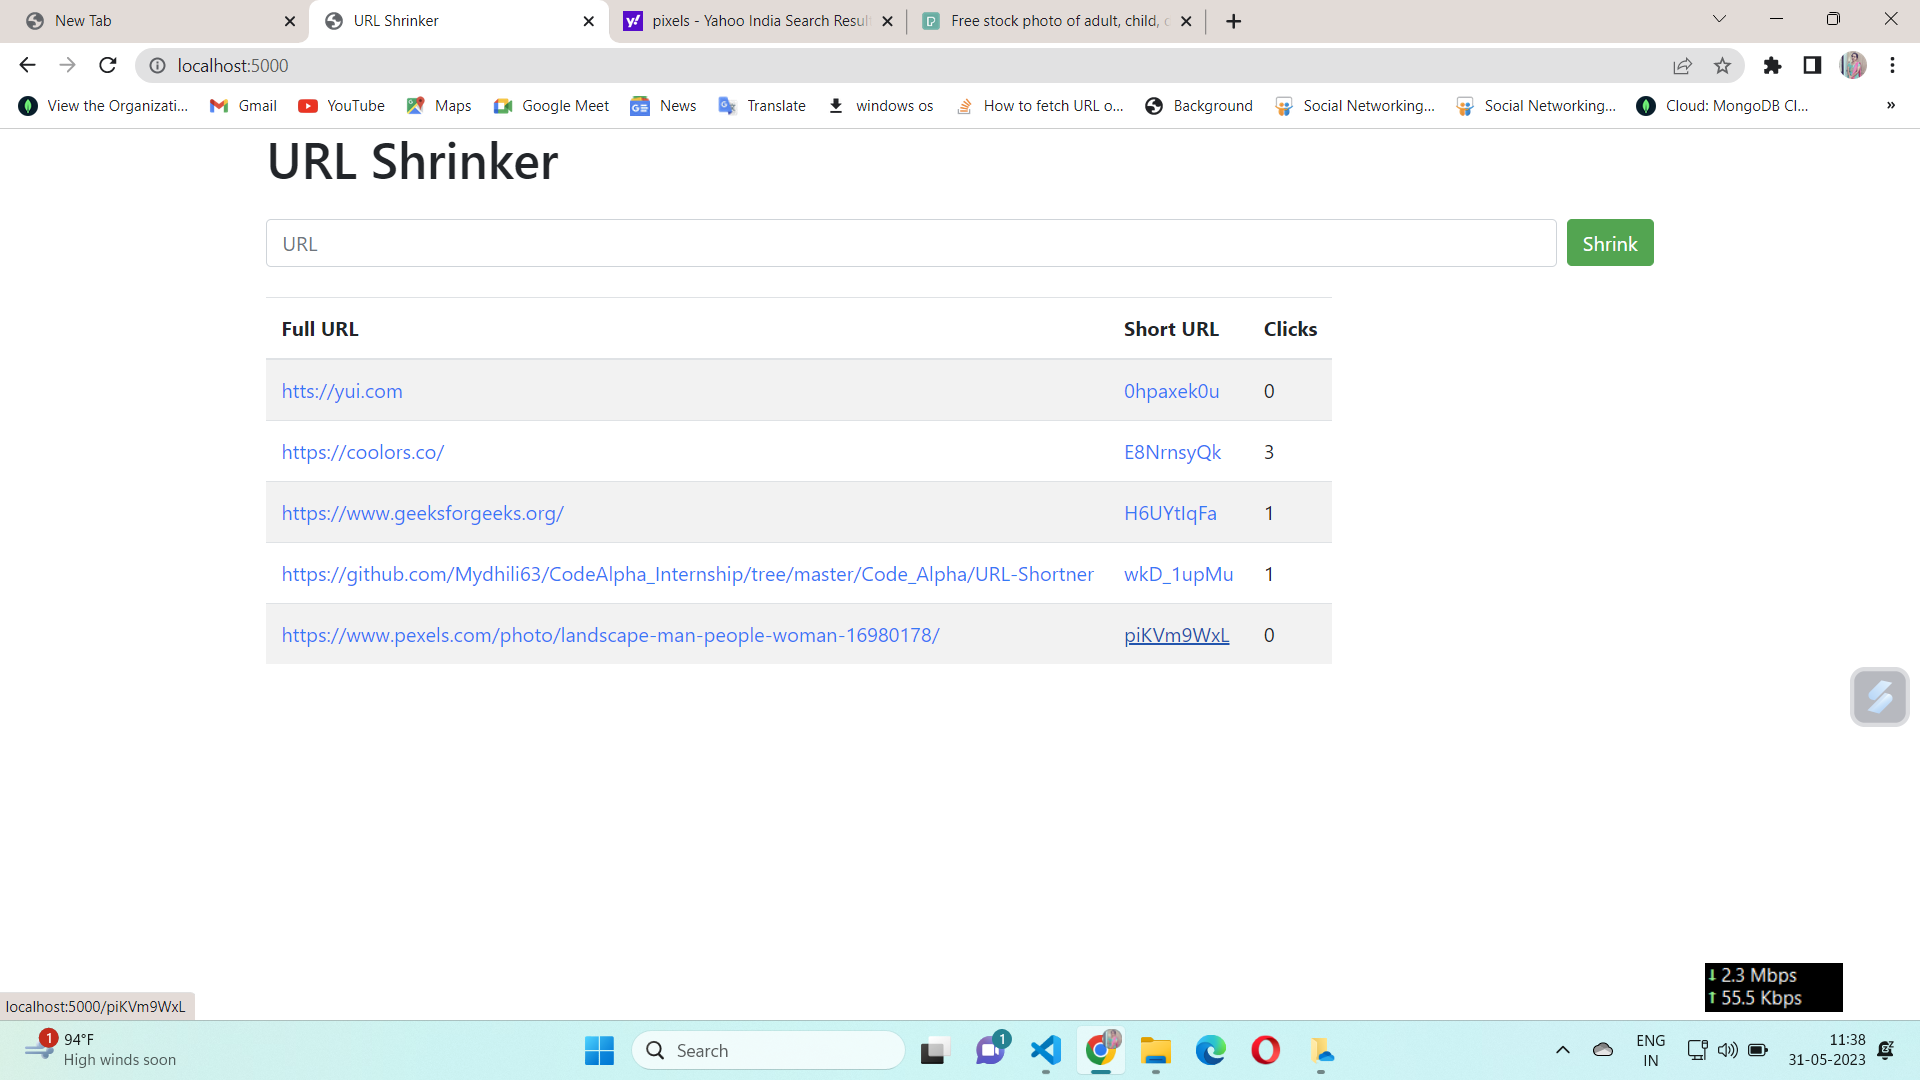 New Tab
URL Shrinker
pixels - Yahoo India Search Result
Free stock photo of adult, child, c
localhost:5000
View the Organizati...
Gmail
YouTube
Maps
Google Meet
News
Translate
windows os
How to fetch URL o...
Background
Social Networking...
Social Networking...
Cloud: MongoDB Cl...
»
URL Shrinker
URL
Shrink
Full URL Short URL Clicks
htts://yui.com 0hpaxek0u 0
https://coolors.co/ E8NrnsyQk 3
https://www.geeksforgeeks.org/ H6UYtIqFa 1
https://github.com/Mydhili63/CodeAlpha_Internship/tree/master/Code_Alpha/URL-Shortner wkD_1upMu 1
https://www.pexels.com/photo/landscape-man-people-woman-16980178/ piKVm9WxL 0
2.3 Mbps
55.5 Kbps
localhost:5000/piKVm9WxL
1
94°F
High winds soon
Search
1
ENG
IN
11:38
31-05-2023